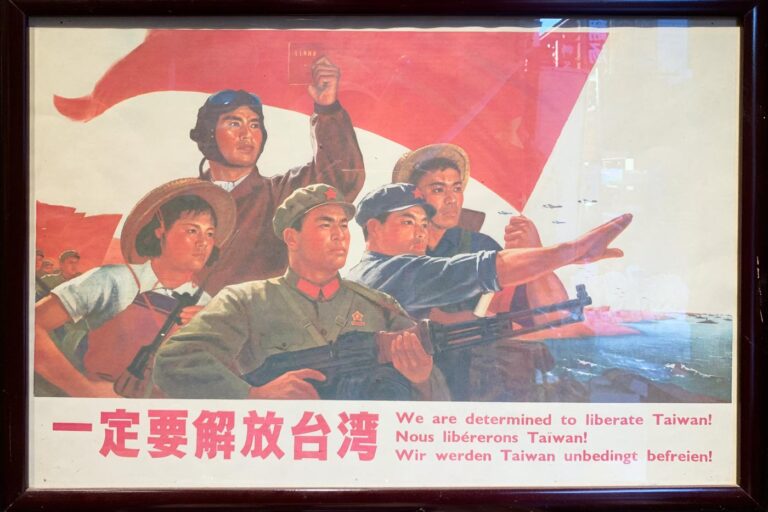 一定要解放台湾
We are determined to liberate Taiwan!
Nous libérerons Taïwan!
Wir werden Taiwan unbedingt befreien!